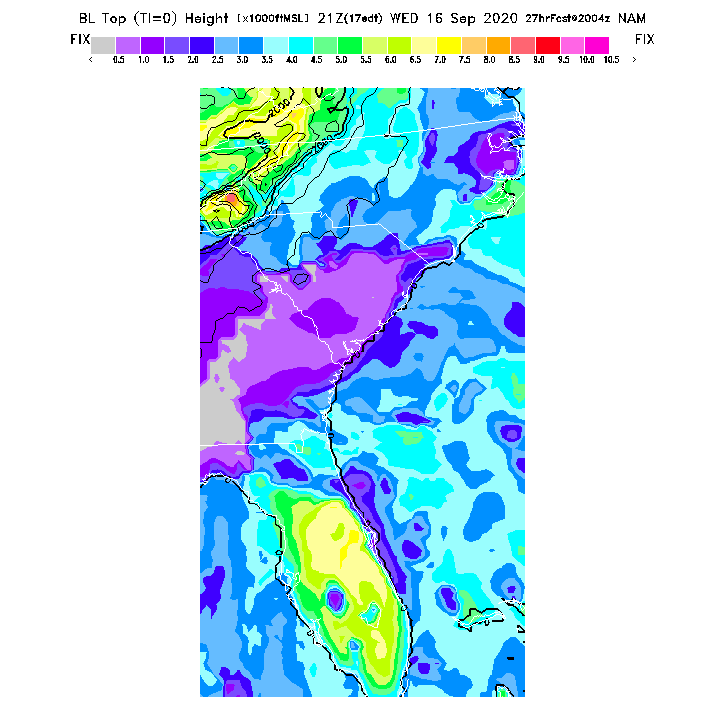 BL Top (TI=0) Height [x1000ftMSL] 21Z(17edt) WED 16 Sep 2020 27hrFcst@2004z NAM
FIX FIX
< 0.5 1.0 1.5 2.0 2.5 3.0 3.5 4.0 4.5 5.5 6.0 6.5 7.0 7.5 8.0 8.5 9.0 9.5 10.0 10.5 >
2000
2000
2000